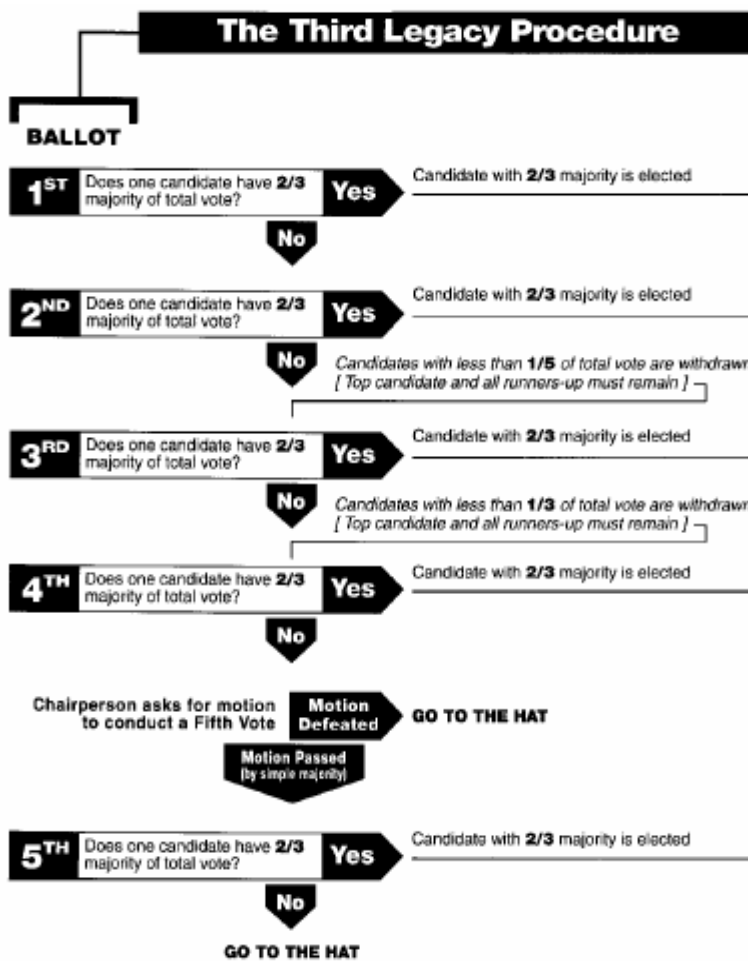 The Third Legacy Procedure
BALLOT
1ST
Does one candidate have 2/3
majority of total vote?
Yes
Candidate with 2/3 majority is elected
No
2ND
Does one candidate have 2/3
majority of total vote?
Yes
Candidate with 2/3 majority is elected
No
Candidates with less than 1/5 of total vote are withdrawn
[ Top candidate and all runners-up must remain ]
3RD
Does one candidate have 2/3
majority of total vote?
Yes
Candidate with 2/3 majority is elected
No
Candidates with less than 1/3 of total vote are withdrawn
[ Top candidate and all runners-up must remain ]
4TH
Does one candidate have 2/3
majority of total vote?
Yes
Candidate with 2/3 majority is elected
No
Chairperson asks for motion
to conduct a Fifth Vote
Motion
Defeated
GO TO THE HAT
Motion Passed
(by simple majority)
5TH
Does one candidate have 2/3
majority of total vote?
Yes
Candidate with 2/3 majority is elected
No
GO TO THE HAT